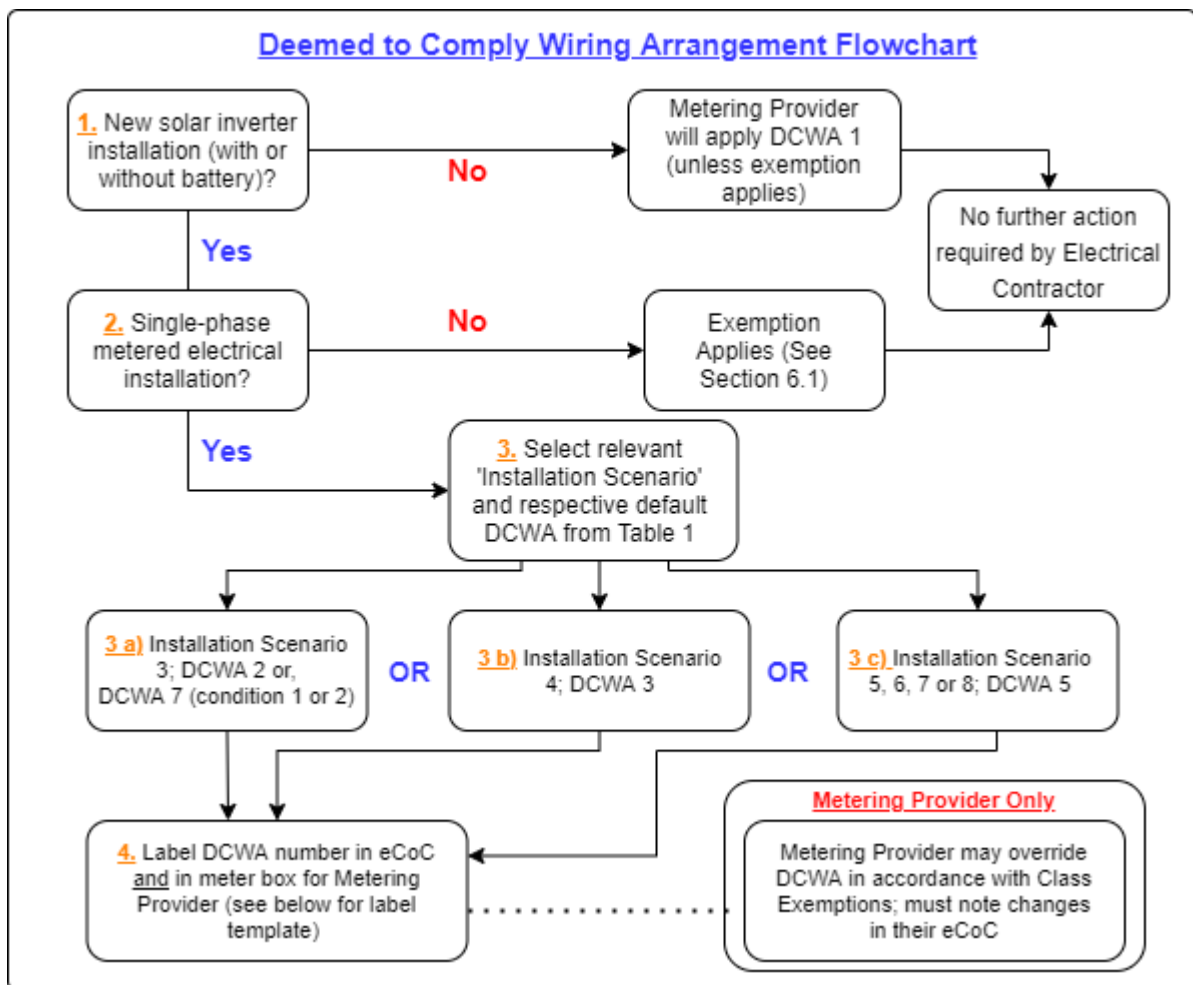 Deemed to Comply Wiring Arrangement Flowchart
1. New solar inverter
installation (with or
without battery)?
No
Metering Provider
will apply DCWA 1
(unless exemption
applies)
No further action
required by Electrical
Contractor
Yes
2. Single-phase
metered electrical
installation?
No
Exemption
Applies (See
Section 6.1)
Yes
3. Select relevant
'Installation Scenario'
and respective default
DCWA from Table 1
3 a) Installation Scenario
3; DCWA 2 or,
DCWA 7 (condition 1 or 2)
OR
3 b) Installation Scenario
4; DCWA 3
OR
3 c) Installation Scenario
5, 6, 7 or 8; DCWA 5
4. Label DCWA number in eCoC
and in meter box for Metering
Provider (see below for label
template)
Metering Provider Only
Metering Provider may override
DCWA in accordance with Class
Exemptions; must note changes
in their eCoC